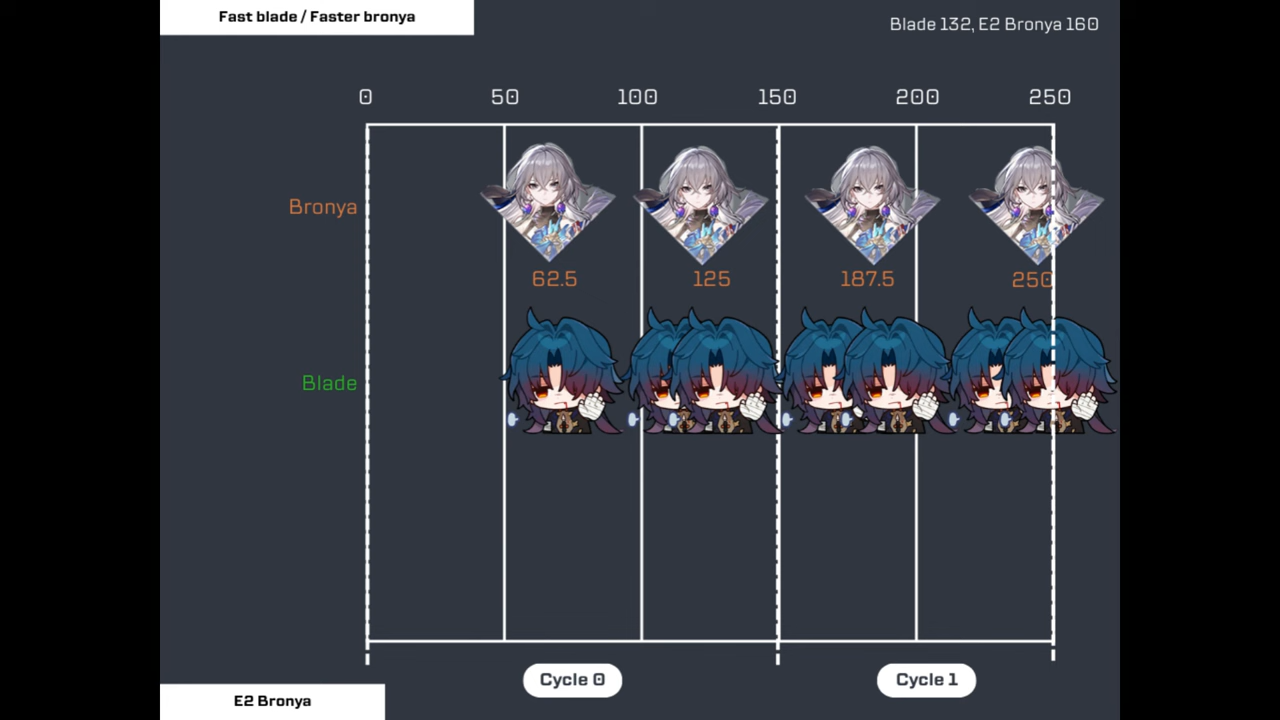 Fast blade / Faster bronya
Blade 132, E2 Bronya 160
0 50 100 150 200 250
Bronya
62.5 125 187.5 250
Blade
Cycle 0 Cycle 1
E2 Bronya